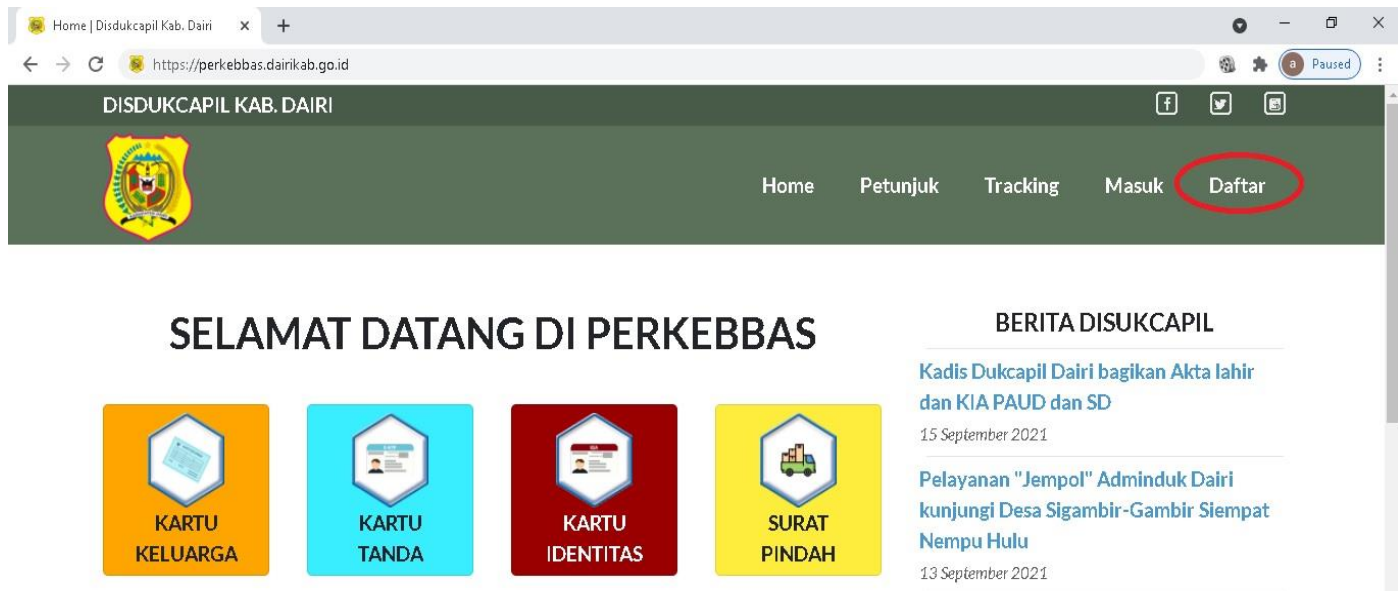 Home | Disdukcapil Kab. Dairi
https://perkebbas.dairikab.go.id
a Paused
DISDUKCAPIL KAB. DAIRI
Home Petunjuk Tracking Masuk Daftar
SELAMAT DATANG DI PERKEBBAS
KARTU
KELUARGA
KARTU
TANDA
KARTU
IDENTITAS
SURAT
PINDAH
BERITA DISUKCAPIL
Kadis Dukcapil Dairi bagikan Akta lahir
dan KIA PAUD dan SD
15 September 2021
Pelayanan "Jempol" Adminduk Dairi
kunjungi Desa Sigambir-Gambir Siempat
Nempu Hulu
13 September 2021